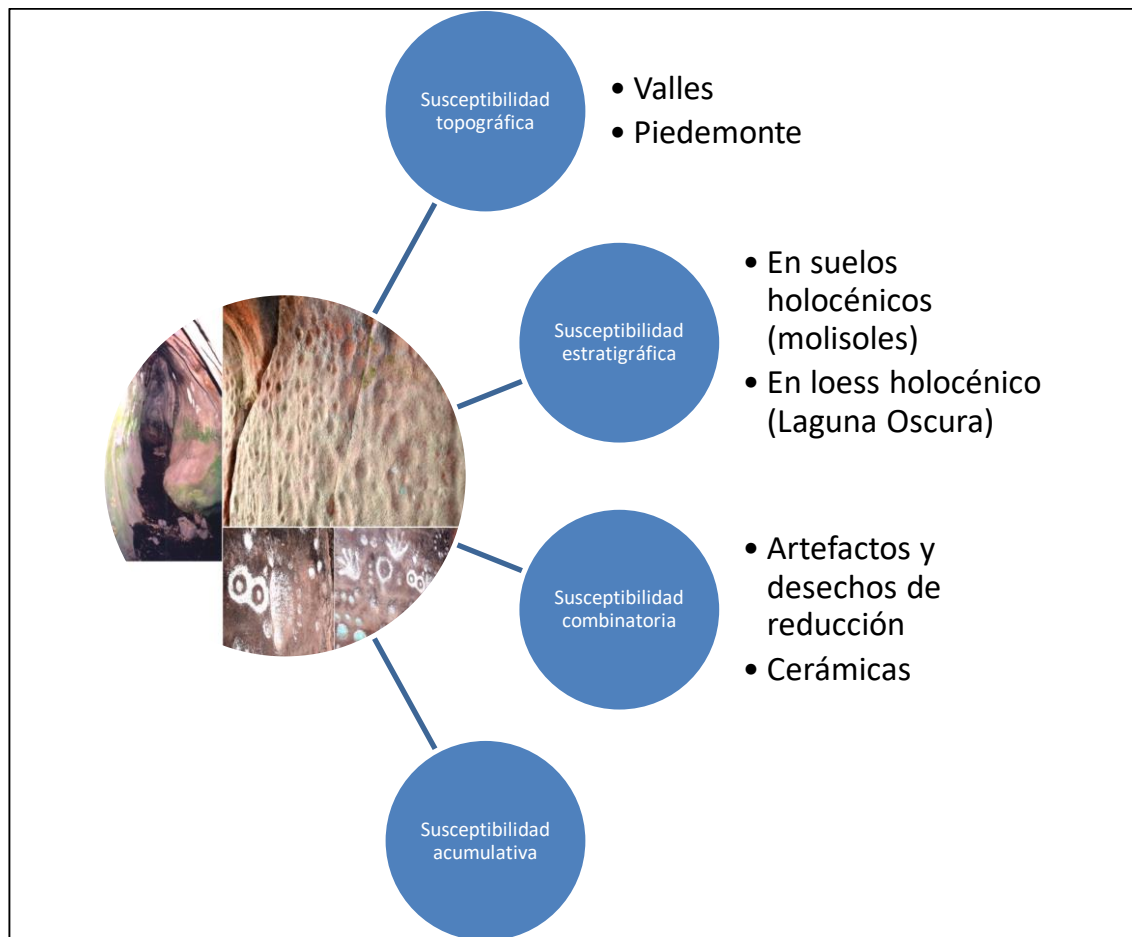 Susceptibilidad
topográfica
• Valles
• Piedemonte
Susceptibilidad
estratigráfica
• En suelos
holocénicos
(molisoles)
• En loess holocénico
(Laguna Oscura)
Susceptibilidad
combinatoria
• Artefactos y
desechos de
reducción
• Cerámicas
Susceptibilidad
acumulativa